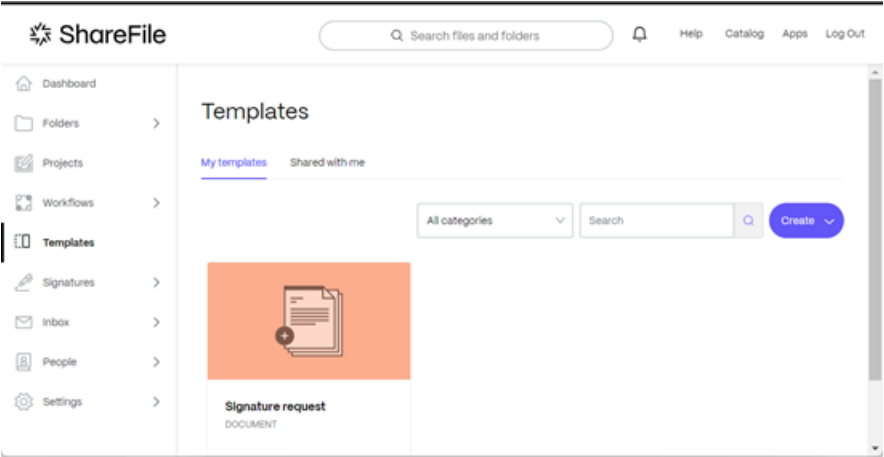 ShareFile
Search files and folders
Help
Catalog
Apps
Log Out
Dashboard
Folders
Projects
Workflows
Templates
Signatures
Inbox
People
Settings
Templates
My templates
Shared with me
All categories
Search
Create
Signature request
DOCUMENT